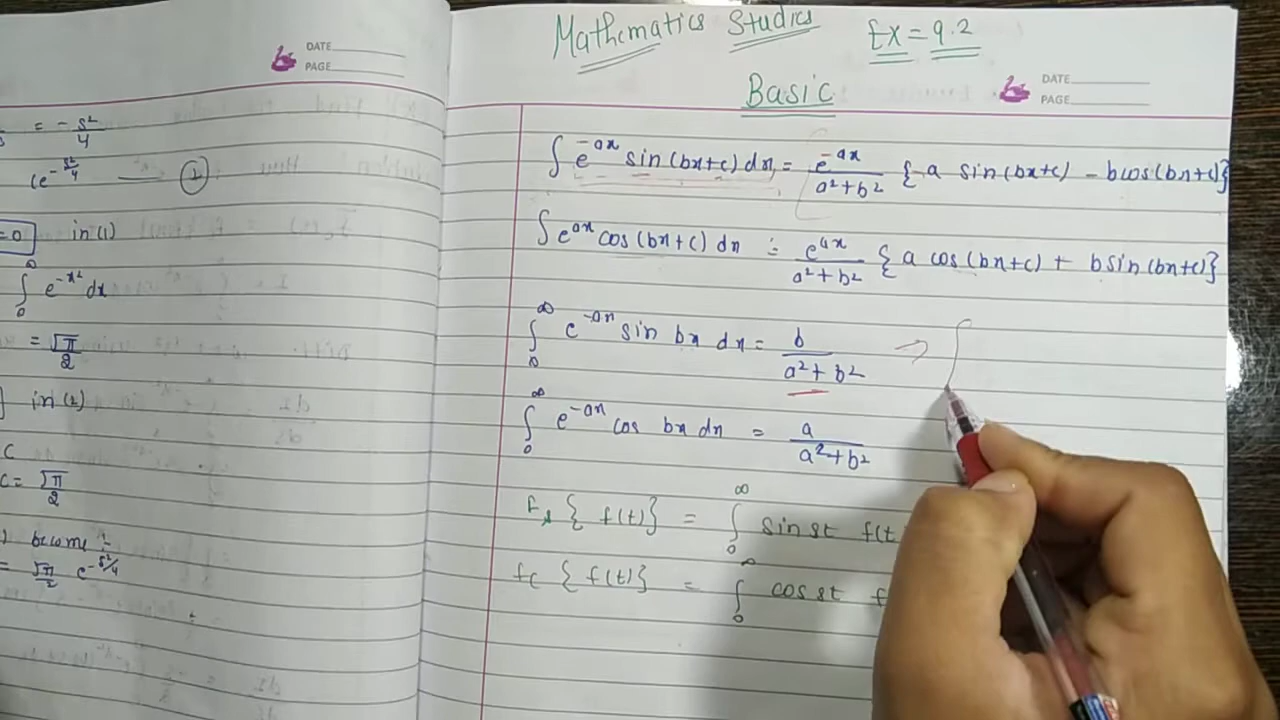 DATE
PAGE
= - s²/4
ce^(-s²/4) — ②
=0 in (1)
∫₀^∞ e^(-x²) dx
= √π/2
in (2)
C
C = √π/2
become :-
= √π/2 e^(-s²/4)
Mathematics Studies Ex = 9.2
Basic
DATE
PAGE
∫ e^(-ax) sin (bx+c) dx = e^(-ax)/(a²+b²) {-a sin (bx+c) - b cos (bx+c)}
∫ e^(ax) cos (bx+c) dx = e^(ax)/(a²+b²) {a cos (bx+c) + b sin (bx+c)}
∫₀^∞ e^(-ax) sin bx dx = b/(a²+b²) → ∫
∫₀^∞ e^(-ax) cos bx dx = a/(a²+b²)
Fs {f(t)} = ∫₀^∞ sin st f(t
fc {f(t)} = ∫₀^∞ cos st f